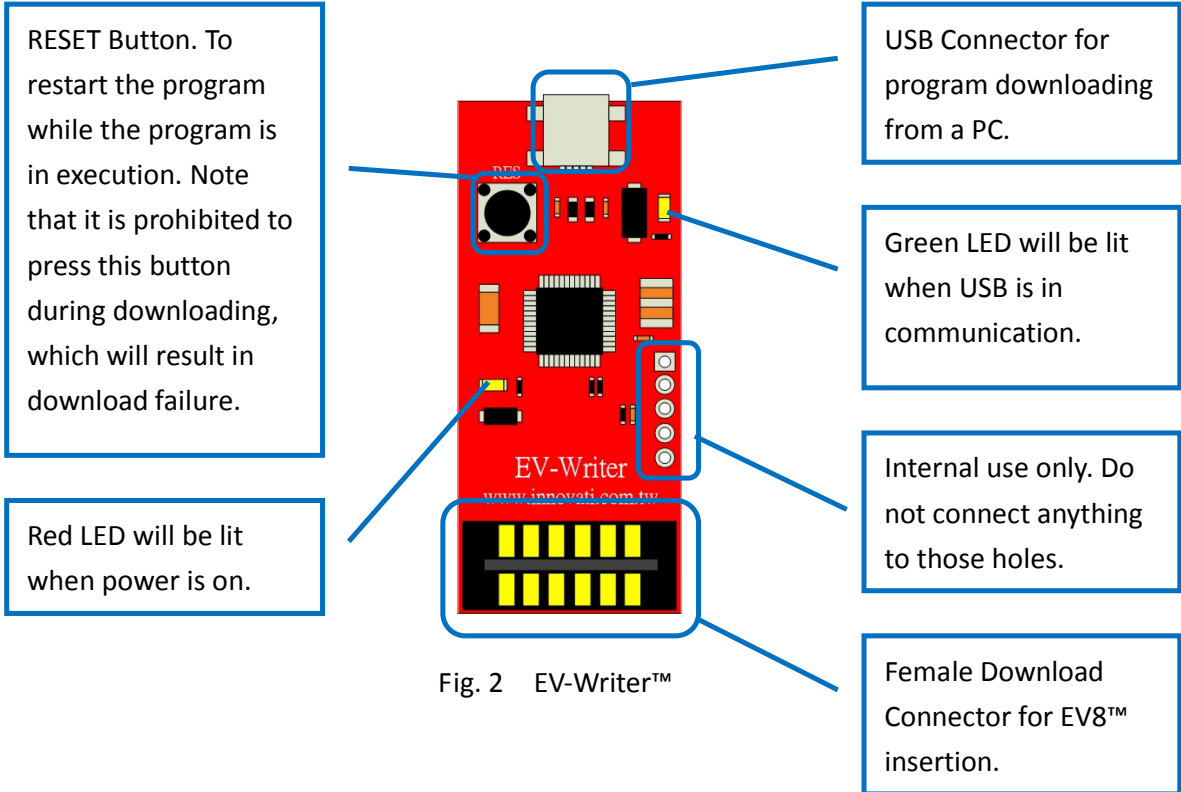 RESET Button. To
restart the program
while the program is
in execution. Note
that it is prohibited to
press this button
during downloading,
which will result in
download failure.
Red LED will be lit
when power is on.
RES
EV-Writer
www.innovati.com.tw
Fig. 2 EV-Writer™
USB Connector for
program downloading
from a PC.
Green LED will be lit
when USB is in
communication.
Internal use only. Do
not connect anything
to those holes.
Female Download
Connector for EV8™
insertion.